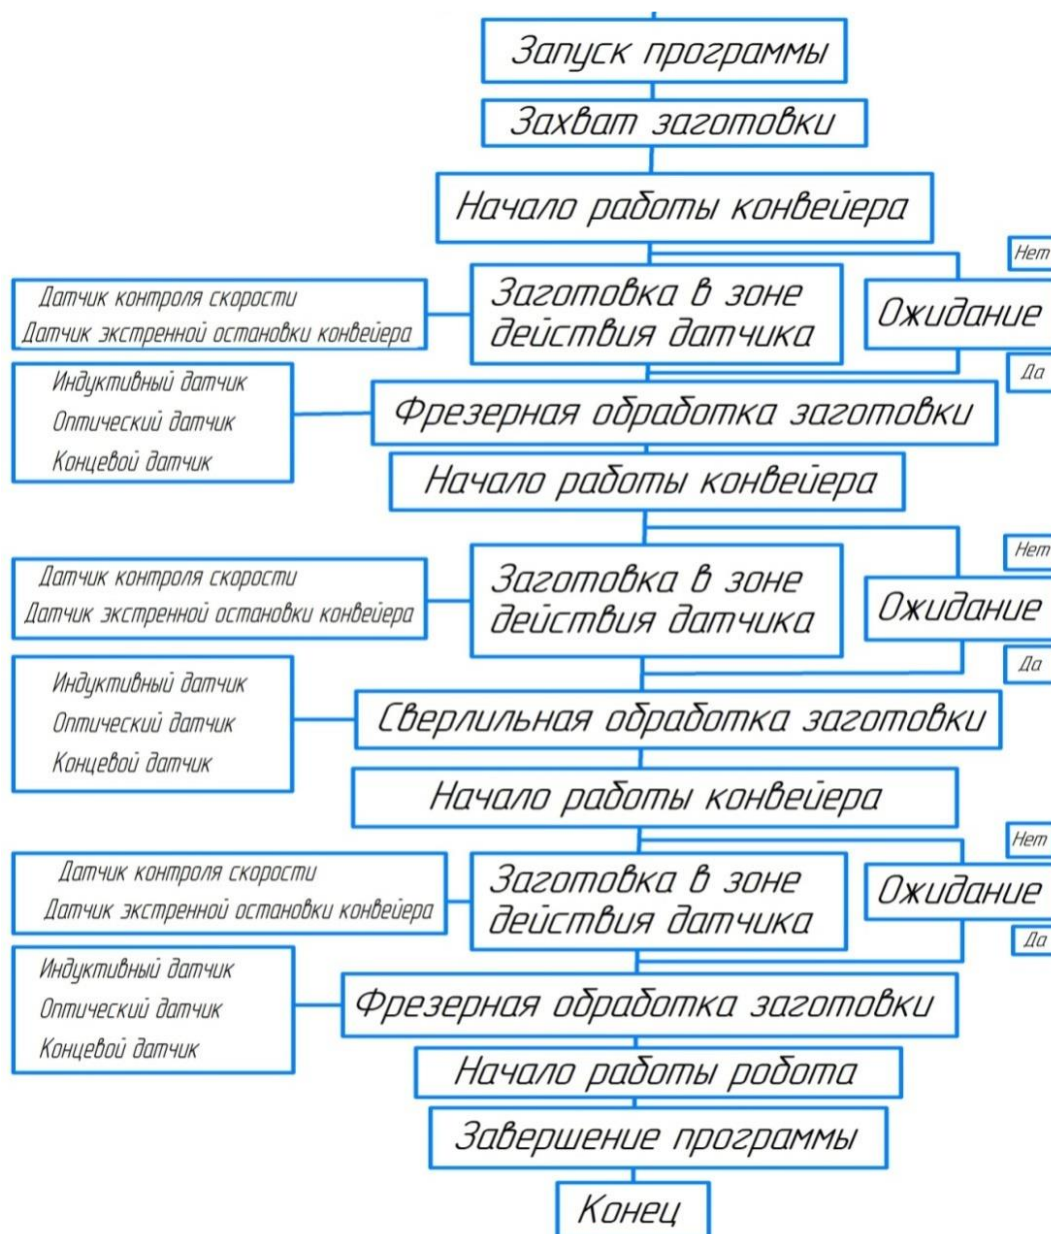 Запуск программы
Захват заготовки
Начало работы конвейера
Нет
Датчик контроля скорости
Датчик экстренной остановки конвейера
Заготовка в зоне
действия датчика
Ожидание
Да
Индуктивный датчик
Оптический датчик
Концевой датчик
Фрезерная обработка заготовки
Начало работы конвейера
Нет
Датчик контроля скорости
Датчик экстренной остановки конвейера
Заготовка в зоне
действия датчика
Ожидание
Да
Индуктивный датчик
Оптический датчик
Концевой датчик
Сверлильная обработка заготовки
Начало работы конвейера
Нет
Датчик контроля скорости
Датчик экстренной остановки конвейера
Заготовка в зоне
действия датчика
Ожидание
Да
Индуктивный датчик
Оптический датчик
Концевой датчик
Фрезерная обработка заготовки
Начало работы робота
Завершение программы
Конец